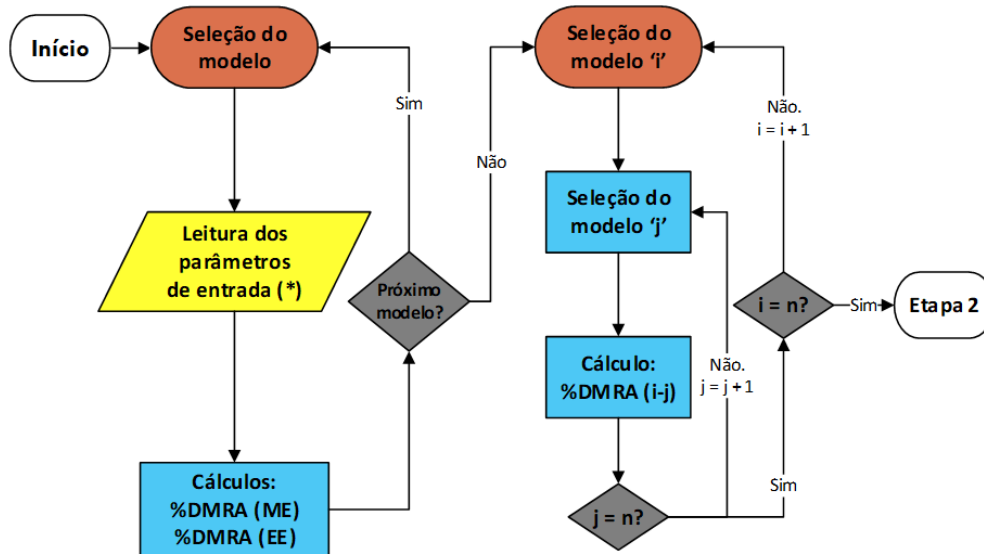 Início
Seleção do
modelo
Leitura dos
parâmetros
de entrada (*)
Cálculos:
%DMRA (ME)
%DMRA (EE)
Próximo
modelo?
Sim
Não
Seleção do
modelo ‘i’
Seleção do
modelo ‘j’
Cálculo:
%DMRA (i-j)
j = n?
Não.
j = j + 1
Sim
i = n?
Não.
i = i + 1
Sim
Etapa 2